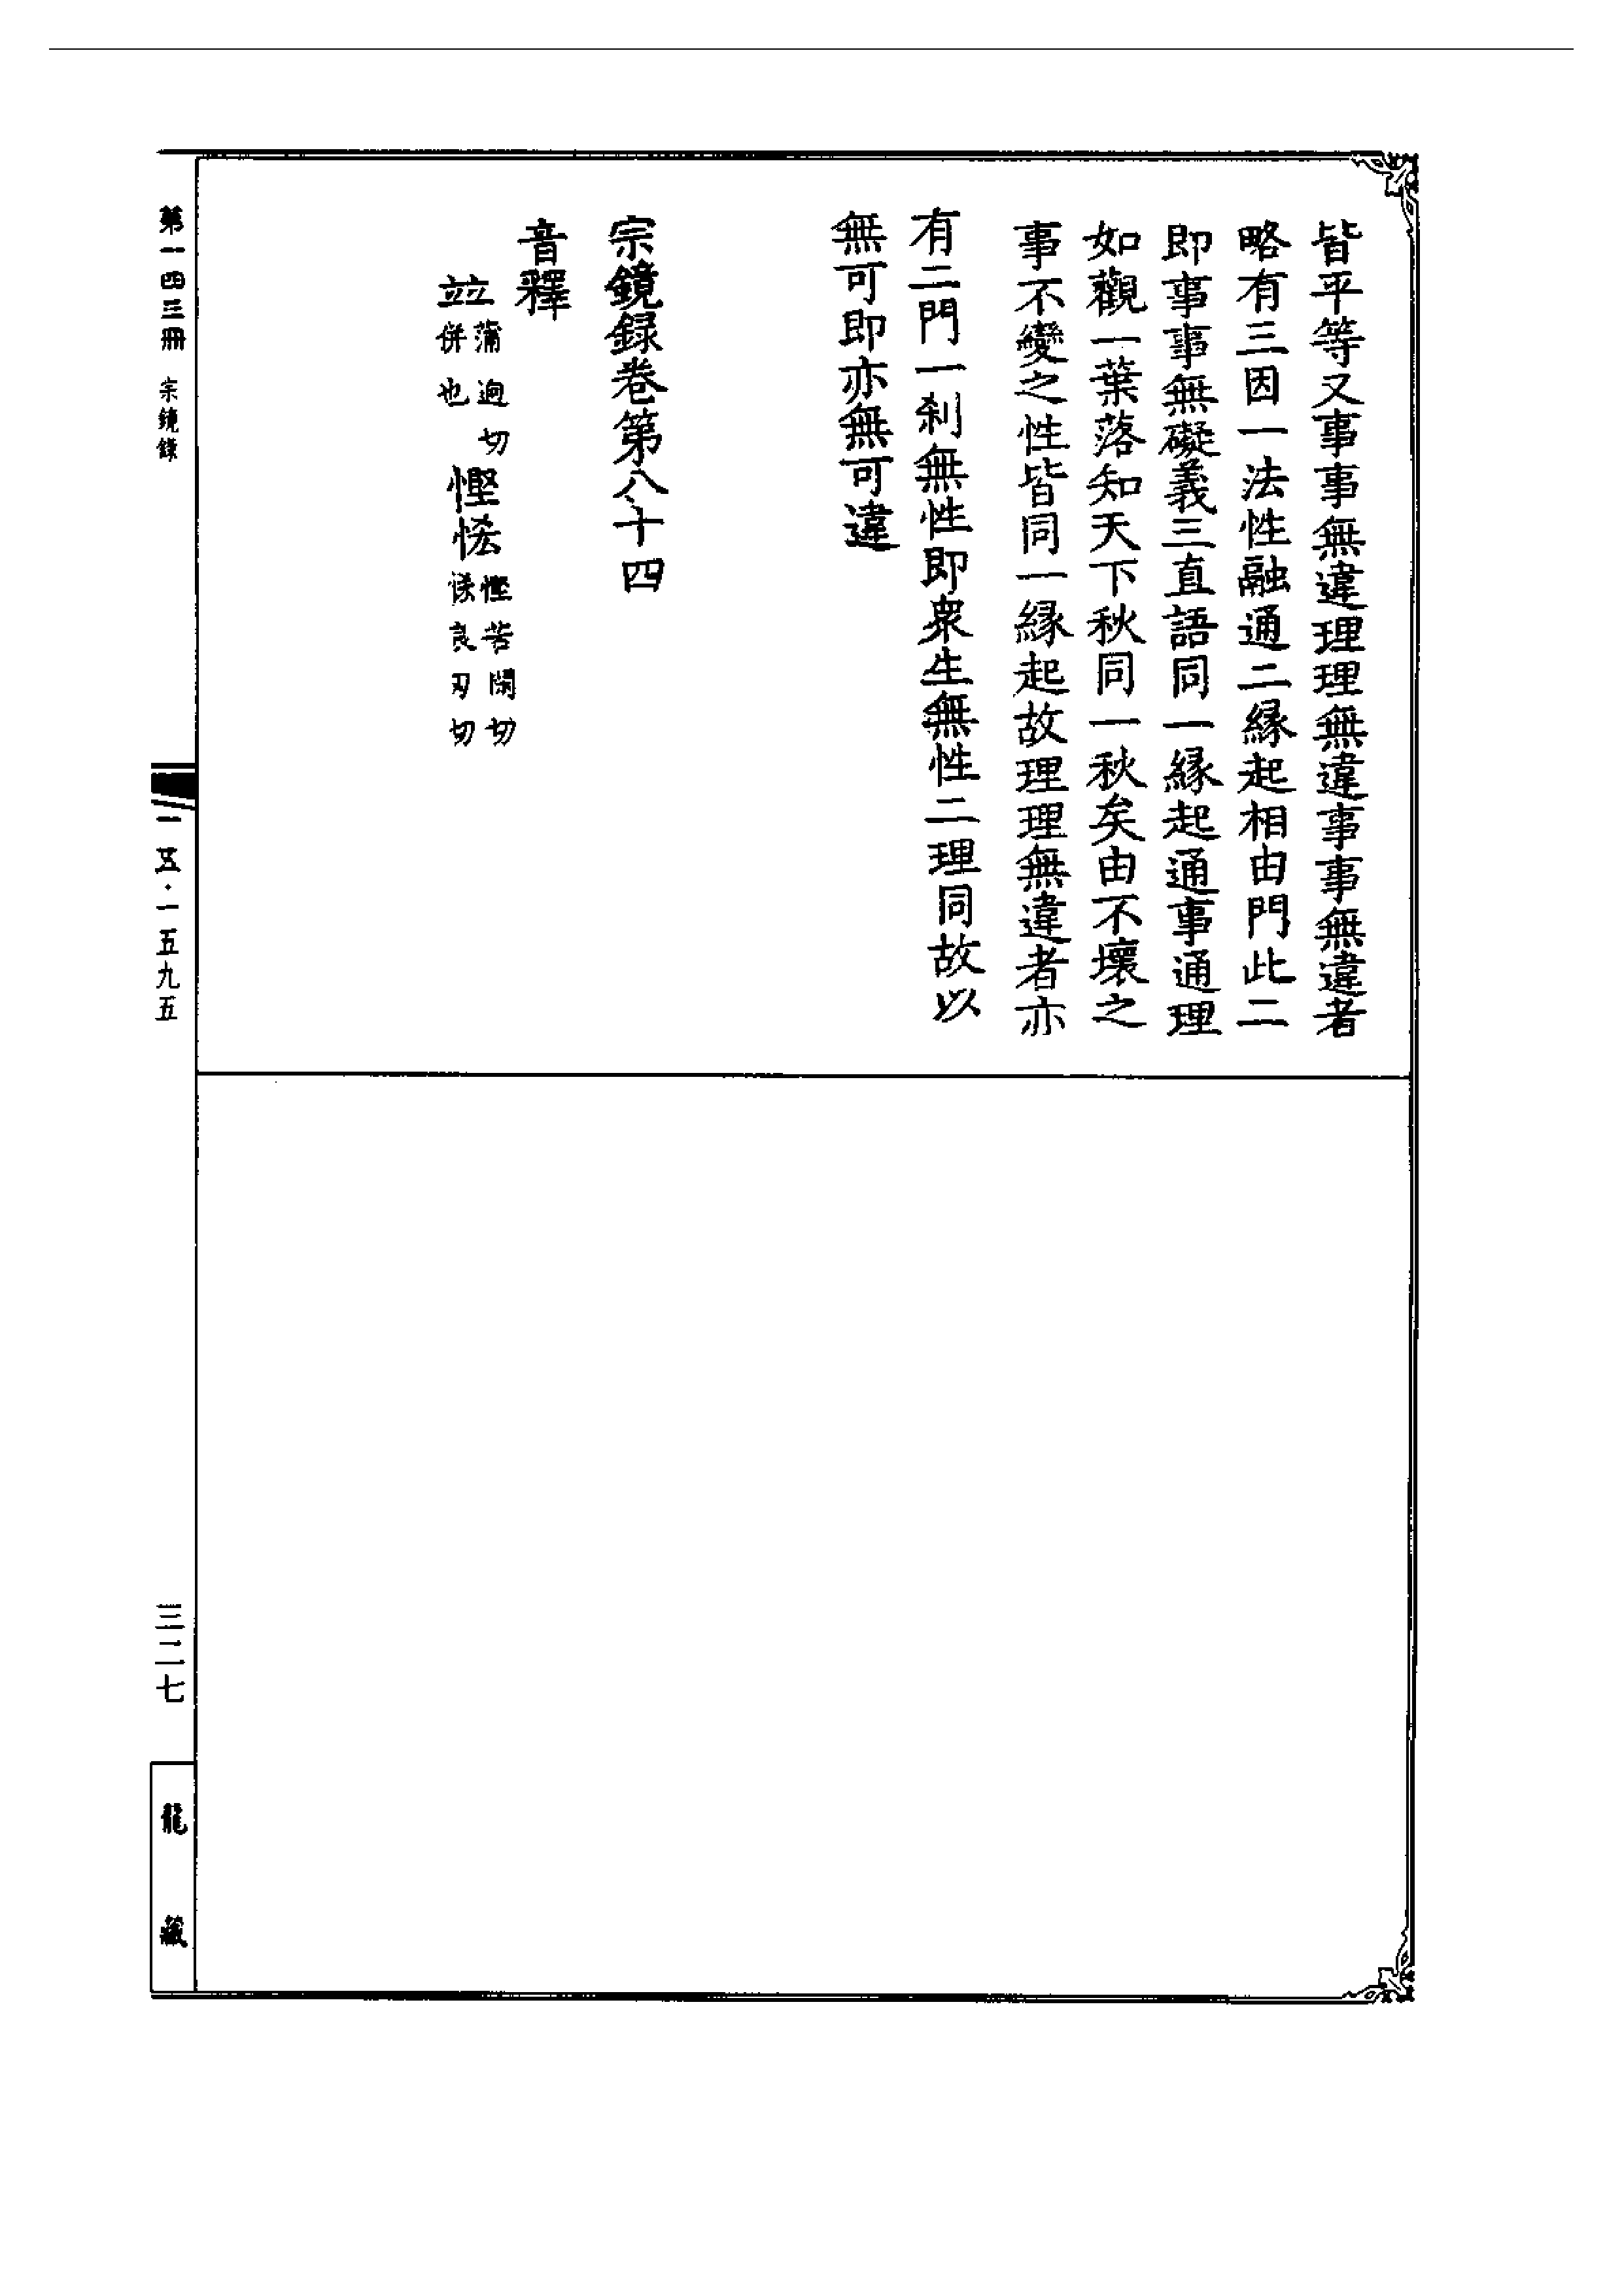 皆平等又事事無違理理無違事事無違者
略有三因一法性融通二緣起相由門此二
即事事無礙義三直語同一緣起通事通理
如觀一葉落知天下秋同一秋矣由不壞之
事不變之性皆同一緣起故理理無違者亦
有二門一刹無性即衆生無性二理同故以
無可即亦無可違
宗鏡録卷第八十四
音釋
竝 蒲迥切 併也 慳悋 慳苦閑切 悋良刃切
第一四三冊 宗鏡錄
一五五·一五九五
三二七
龍藏